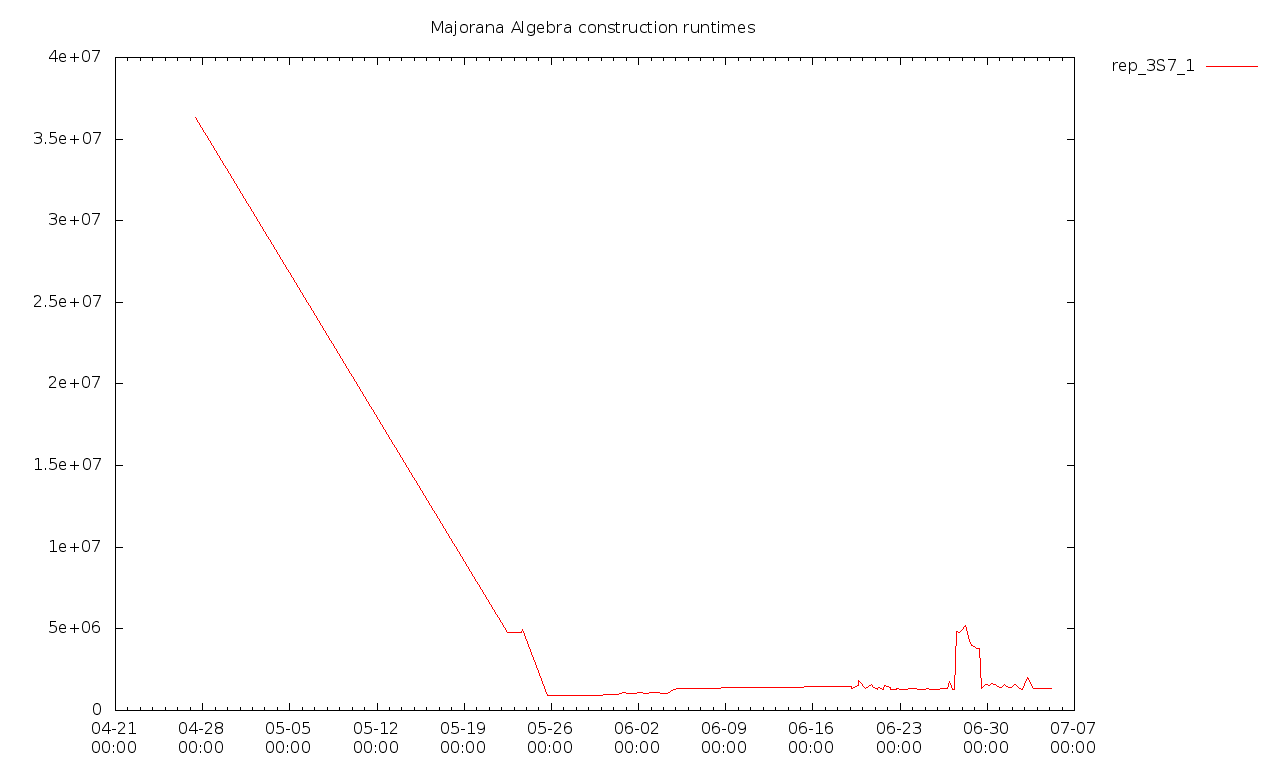 Majorana Algebra construction runtimes
rep_3S7_1
4e+07
3.5e+07
3e+07
2.5e+07
2e+07
1.5e+07
1e+07
5e+06
0
04-21 04-28 05-05 05-12 05-19 05-26 06-02 06-09 06-16 06-23 06-30 07-07
00:00 00:00 00:00 00:00 00:00 00:00 00:00 00:00 00:00 00:00 00:00 00:00